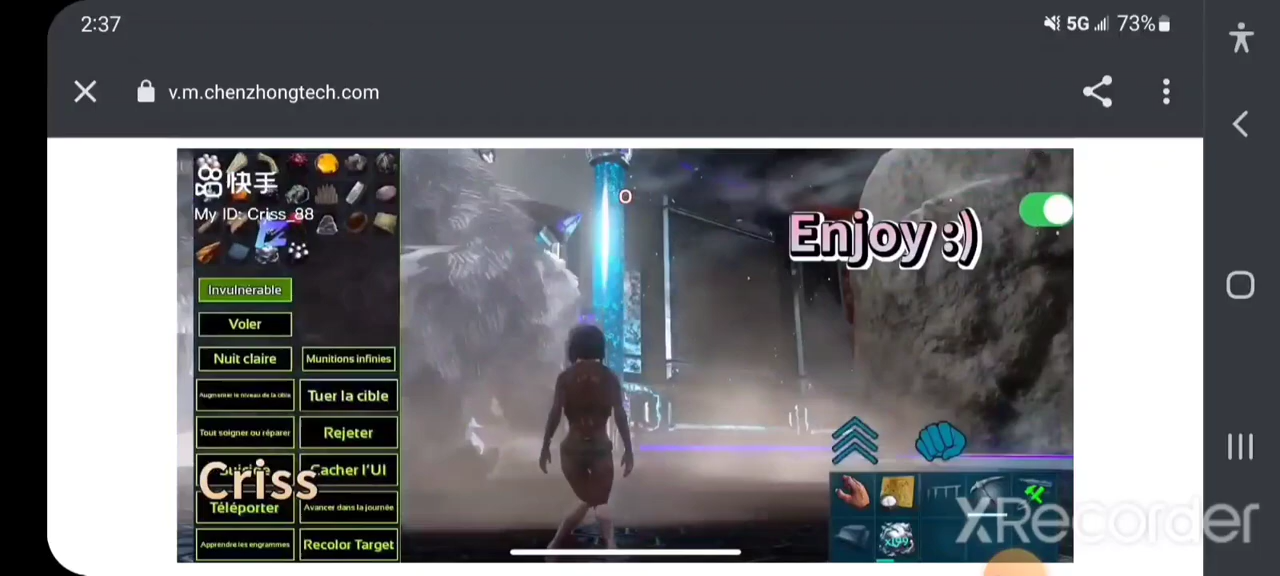 2:37
5G
73%
v.m.chenzhongtech.com
快手
My ID: Criss_88
Enjoy :)
Invulnérable
Voler
Nuit claire
Munitions infinies
Augmenter le niveau de la cible
Tuer la cible
Tout soigner ou réparer
Rejeter
Cacher l'UI
Criss
Téléporter
Avancer dans la journée
Apprendre les engrammes
Recolor Target
x199
XRecorder